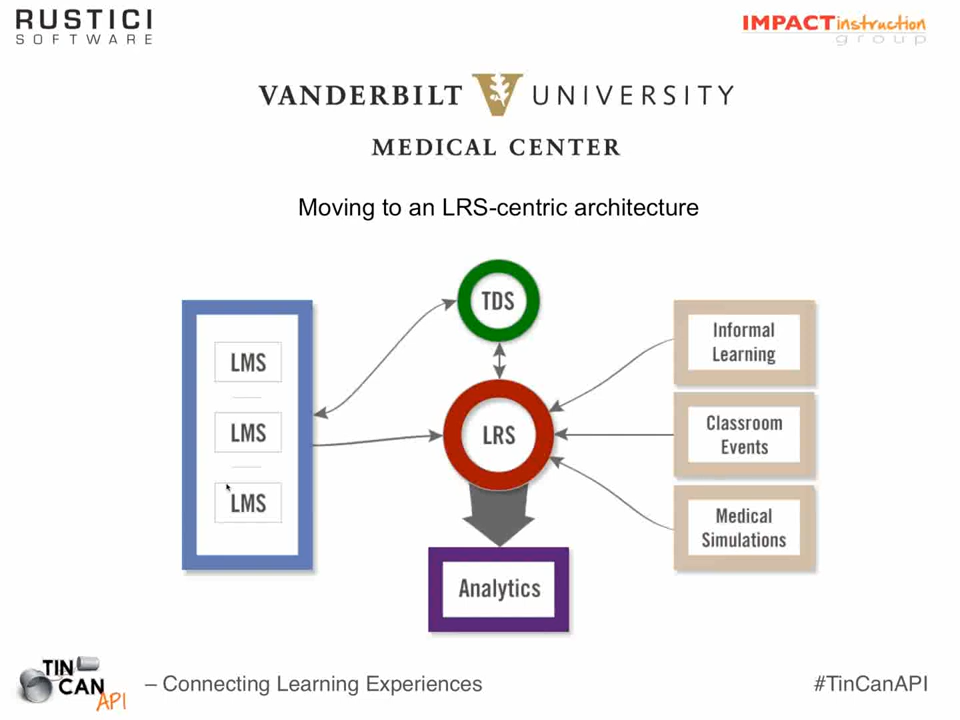 RUSTICI
SOFTWARE
IMPACTinstruction
group
VANDERBILT UNIVERSITY
MEDICAL CENTER
Moving to an LRS-centric architecture
TDS
LMS
LMS
LMS
LRS
Informal
Learning
Classroom
Events
Medical
Simulations
Analytics
TIN
CAN
API
– Connecting Learning Experiences
#TinCanAPI